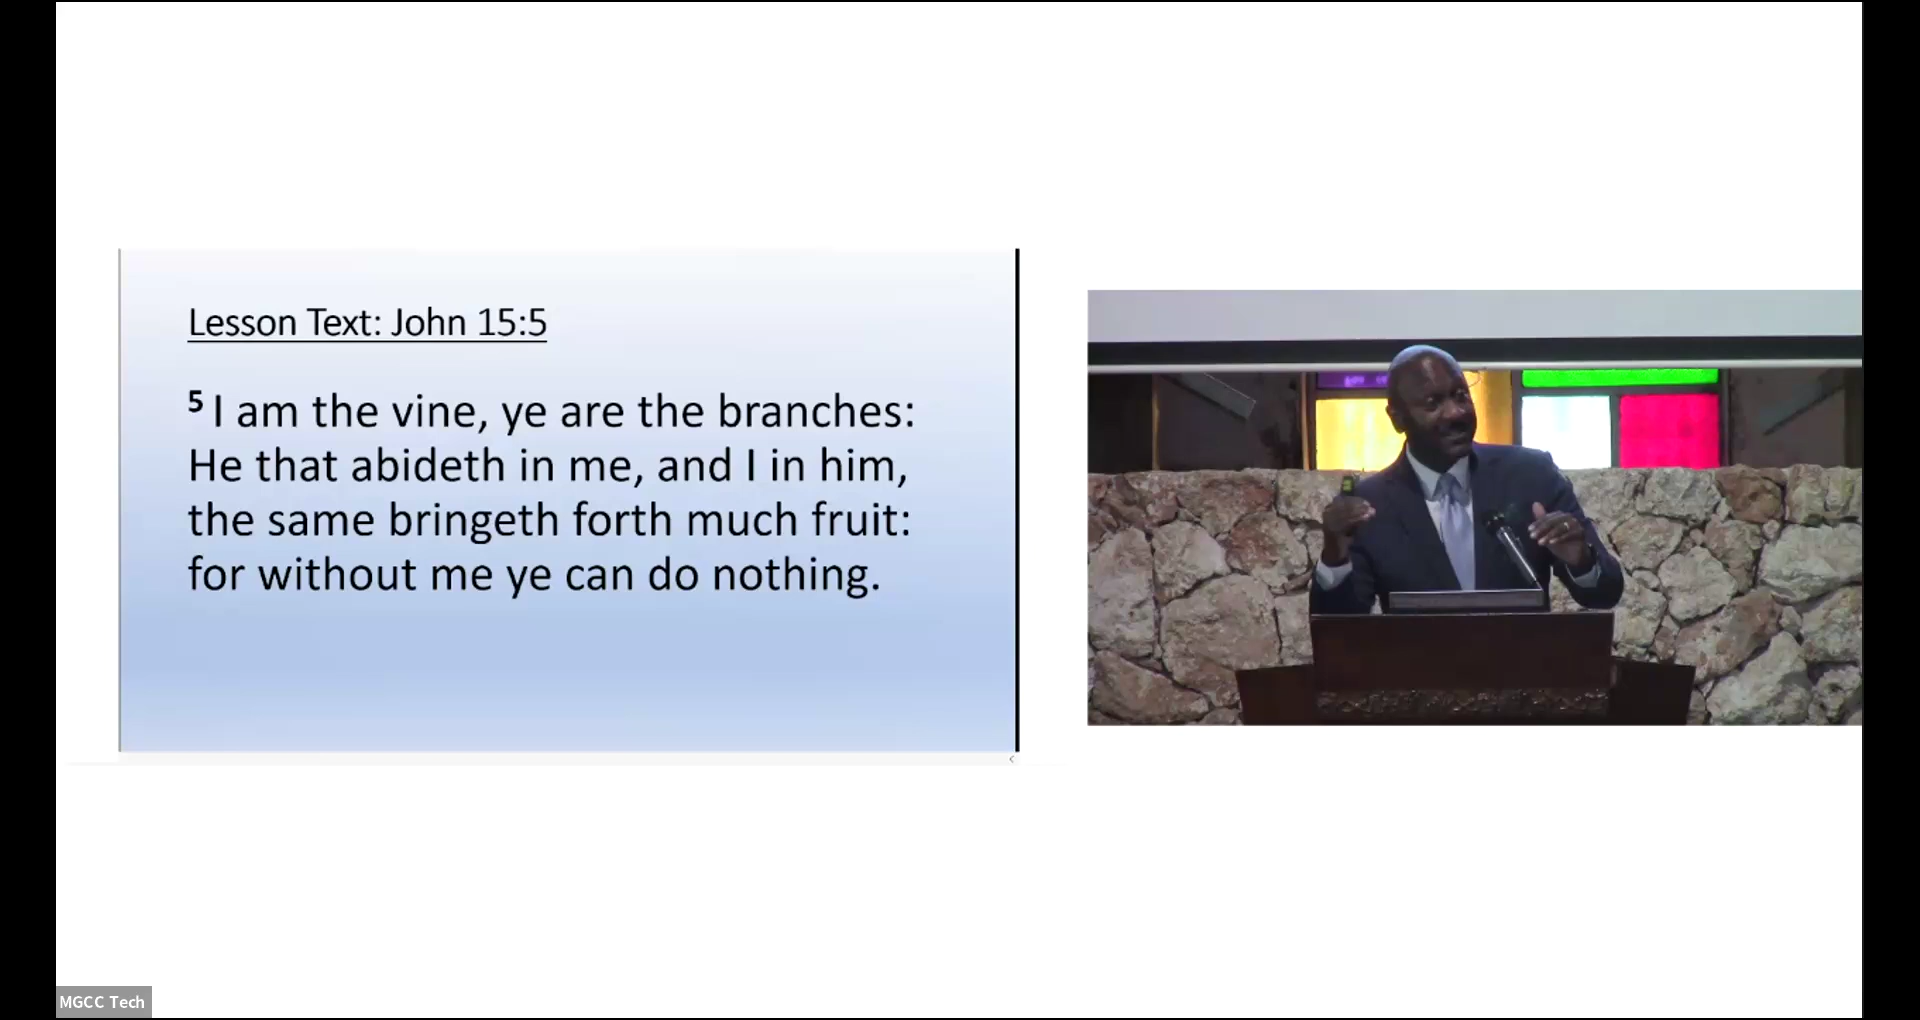 Lesson Text: John 15:5
5 I am the vine, ye are the branches:
He that abideth in me, and I in him,
the same bringeth forth much fruit:
for without me ye can do nothing.
MGCC Tech